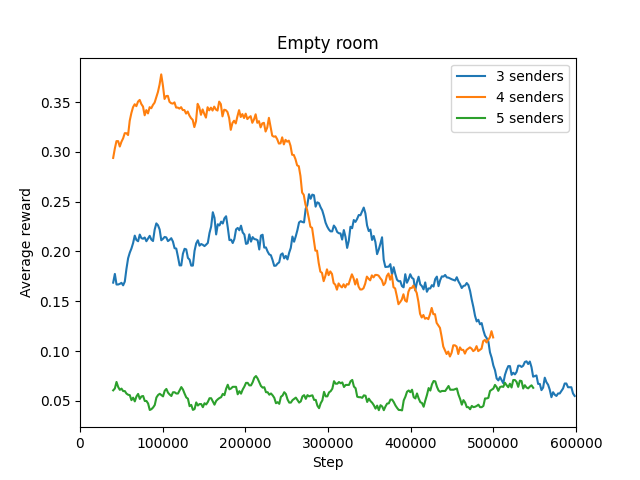 Empty room
3 senders
4 senders
5 senders
Average reward
0.35
0.30
0.25
0.20
0.15
0.10
0.05
0 100000 200000 300000 400000 500000 600000
Step